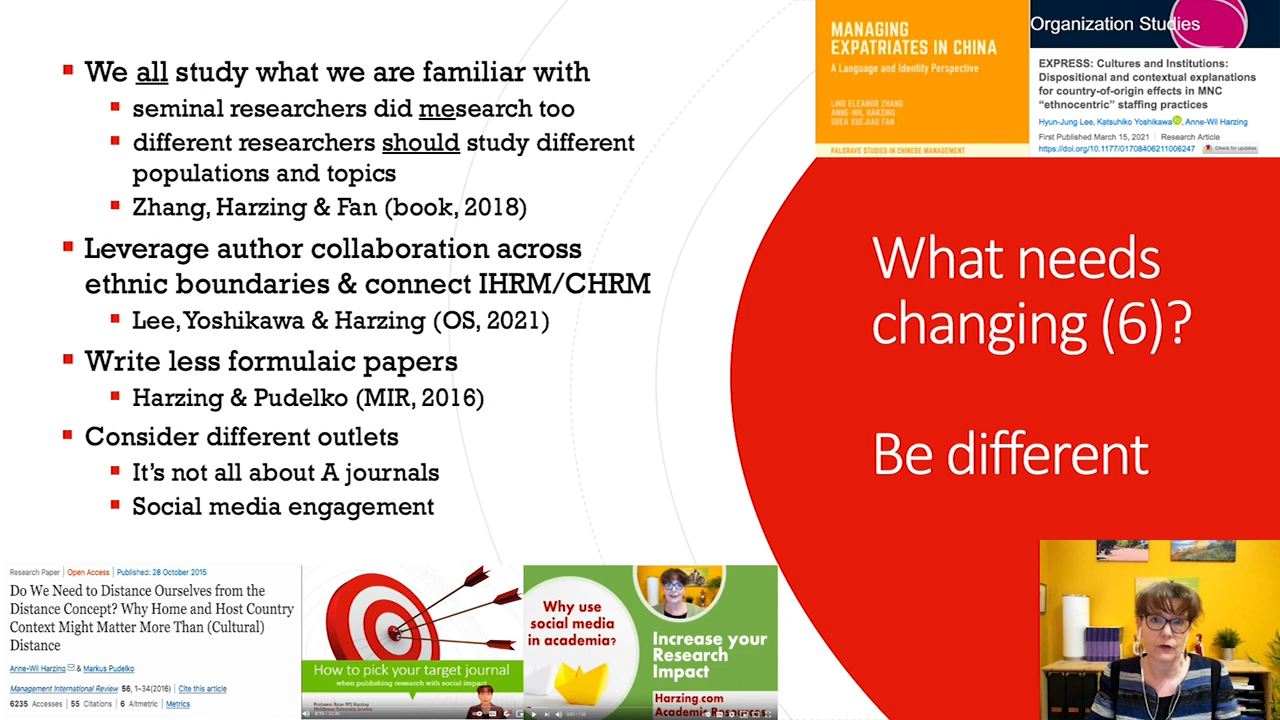 We all study what we are familiar with
seminal researchers did mesearch too
different researchers should study different
populations and topics
Zhang, Harzing & Fan (book, 2018)
Leverage author collaboration across
ethnic boundaries & connect IHRM/CHRM
Lee, Yoshikawa & Harzing (OS, 2021)
Write less formulaic papers
Harzing & Pudelko (MIR, 2016)
Consider different outlets
It's not all about A journals
Social media engagement
MANAGING
EXPATRIATES IN CHINA
A Language and Identity Perspective
LING ELEANOR ZHANG
ANNE-WIL HARZING
SHEA XUEJIAO FAN
PALGRAVE STUDIES IN CHINESE MANAGEMENT
Organization Studies
EXPRESS: Cultures and Institutions:
Dispositional and contextual explanations
for country-of-origin effects in MNC
"ethnocentric" staffing practices
Hyun-Jung Lee, Katsuhiko Yoshikawa, Anne-Wil Harzing
First Published March 15, 2021 | Research Article
https://doi.org/10.1177/01708406211006247
Check for updates
What needs
changing (6)?
Be different
Research Paper | Open Access | Published: 28 October 2015
Do We Need to Distance Ourselves from the
Distance Concept? Why Home and Host Country
Context Might Matter More Than (Cultural)
Distance
Anne-Wil Harzing & Markus Pudelko
Management International Review 56, 1–34(2016) | Cite this article
6235 Accesses | 55 Citations | 6 Altmetric | Metrics
How to pick your target journal
when publishing research with social impact
Why use
social media
in academia?
Increase your
Research
Impact
Harzing.com
Academic Resources